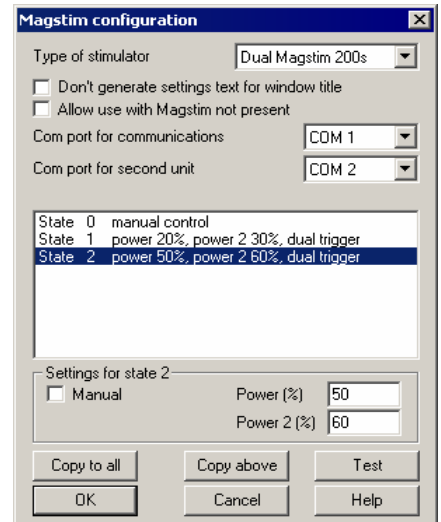 Magstim configuration
Type of stimulator Dual Magstim 200s
Don't generate settings text for window title
Allow use with Magstim not present
Com port for communications COM 1
Com port for second unit COM 2
State 0 manual control
State 1 power 20%, power 2 30%, dual trigger
State 2 power 50%, power 2 60%, dual trigger
Settings for state 2
Manual Power (%) 50
Power 2 (%) 60
Copy to all Copy above Test
OK Cancel Help